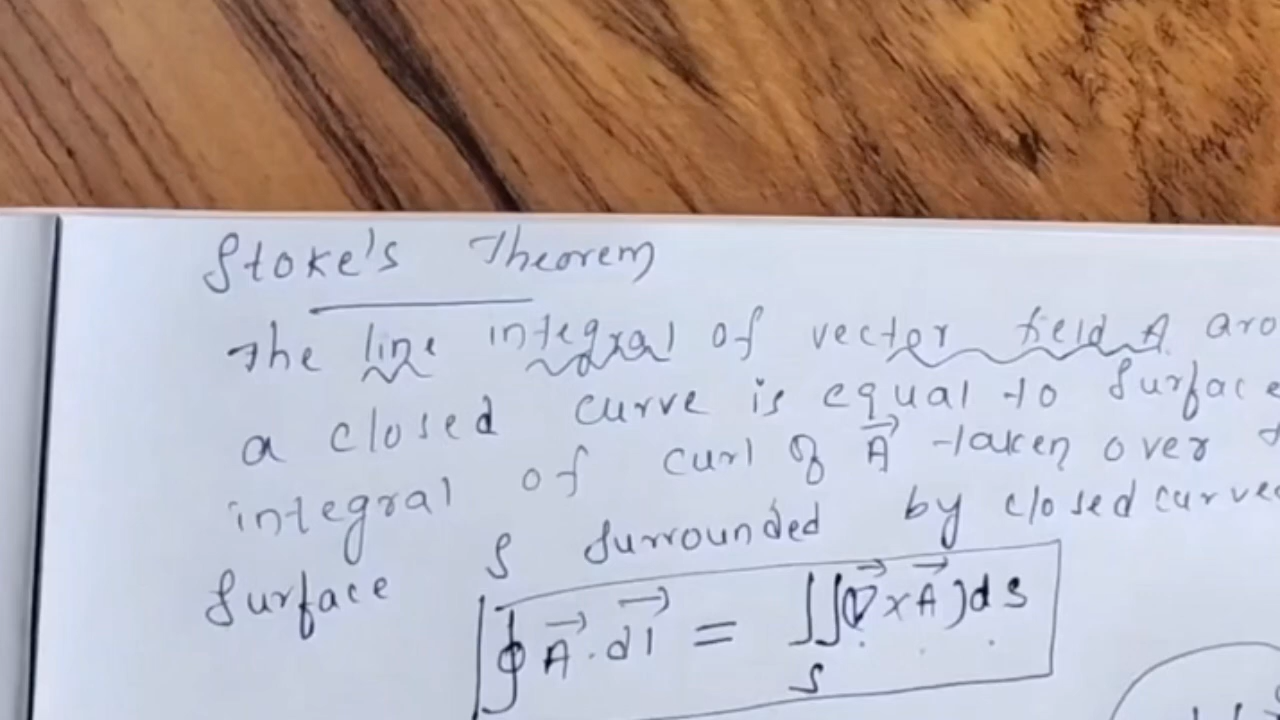 Stoke's Theorem
The line integral of vector field A aro
a closed curve is equal to Surface
integral of curl of A⃗ taken over t
Surface S surrounded by closed curve
∮ A⃗ . dl⃗ = ∬ₛ (∇⃗ × A⃗) ds